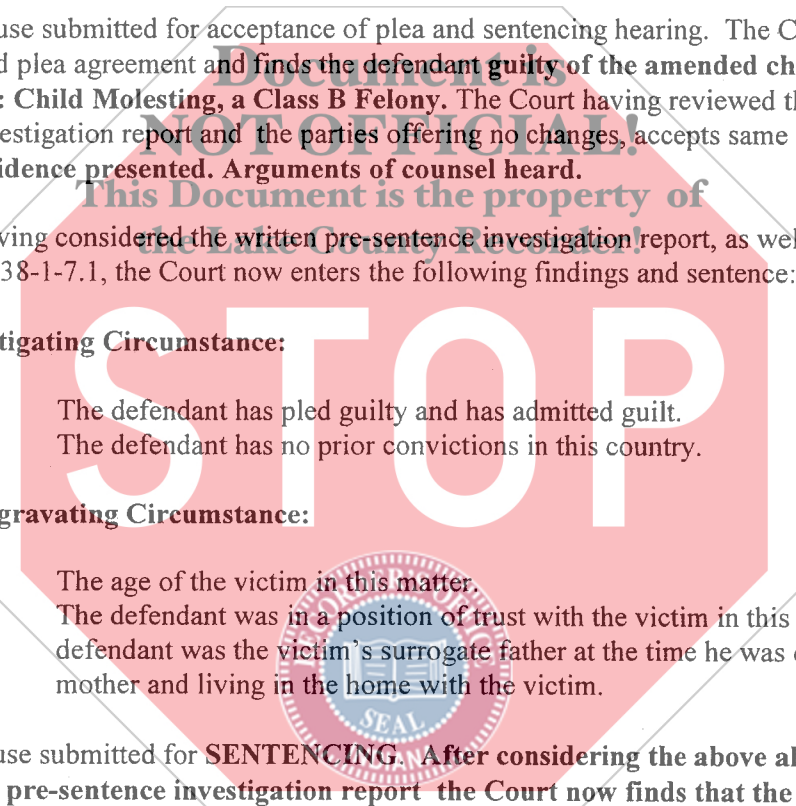 use submitted for acceptance of plea and sentencing hearing. The C
d plea agreement and finds the defendant guilty of the amended ch
Document is
: Child Molesting, a Class B Felony. The Court having reviewed th
NOT OFFICIAL!
estigation report and the parties offering no changes, accepts same
idence presented. Arguments of counsel heard.
This Document is the property of
the Lake County Recorder!
ving considered the written pre-sentence investigation report, as wel
38-1-7.1, the Court now enters the following findings and sentence:
STOP
tigating Circumstance:
The defendant has pled guilty and has admitted guilt.
The defendant has no prior convictions in this country.
gravating Circumstance:
The age of the victim in this matter.
The defendant was in a position of trust with the victim in this
defendant was the victim's surrogate father at the time he was
mother and living in the home with the victim.
RECORDER'S OFFICE
SEAL
INDIANA
use submitted for SENTENCING. After considering the above al
pre-sentence investigation report the Court now finds that the